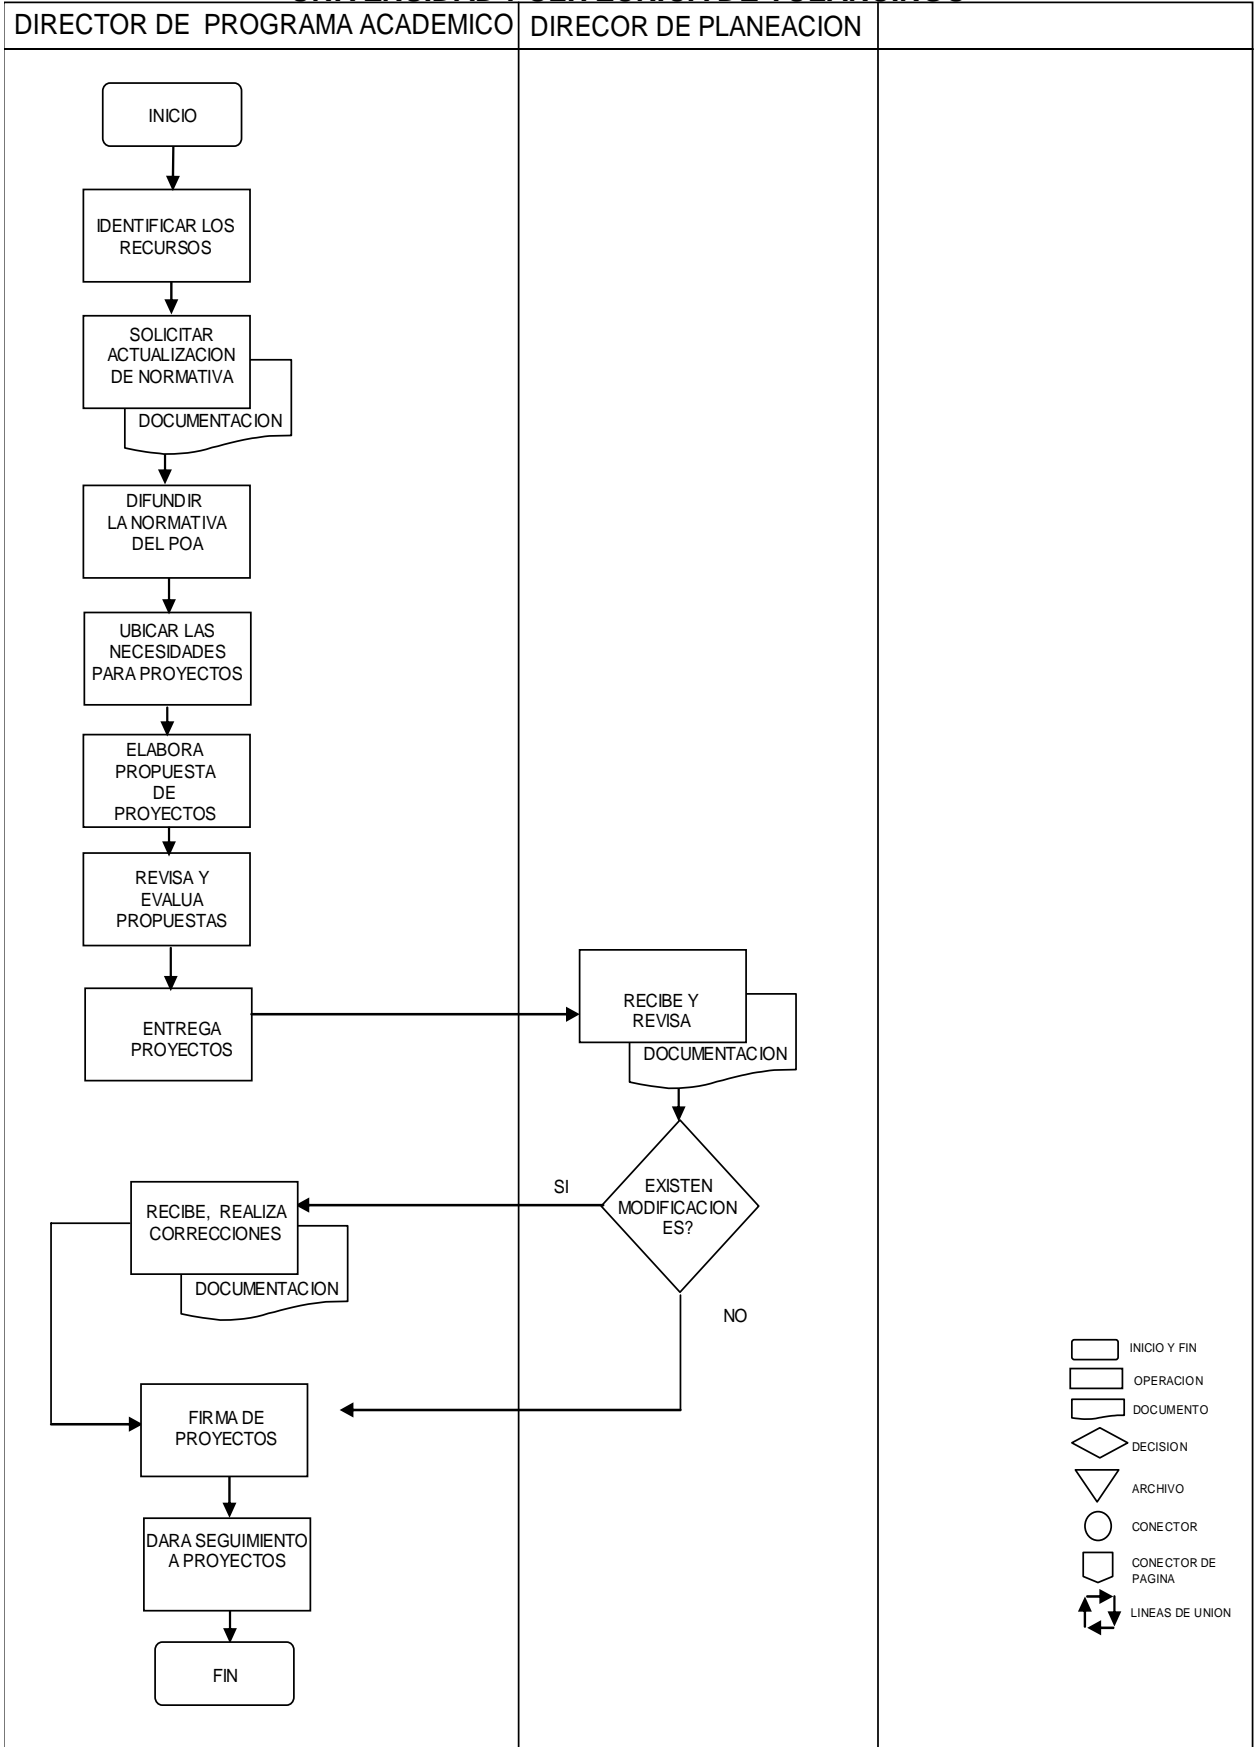 DIRECTOR DE PROGRAMA ACADEMICO
DIRECOR DE PLANEACION
INICIO
IDENTIFICAR LOS
RECURSOS
SOLICITAR
ACTUALIZACION
DE NORMATIVA
DOCUMENTACION
DIFUNDIR
LA NORMATIVA
DEL POA
UBICAR LAS
NECESIDADES
PARA PROYECTOS
ELABORA
PROPUESTA
DE
PROYECTOS
REVISA Y
EVALUA
PROPUESTAS
ENTREGA
PROYECTOS
RECIBE Y
REVISA
DOCUMENTACION
EXISTEN
MODIFICACION
ES?
SI
RECIBE, REALIZA
CORRECCIONES
DOCUMENTACION
NO
FIRMA DE
PROYECTOS
DARA SEGUIMIENTO
A PROYECTOS
FIN
INICIO Y FIN
OPERACION
DOCUMENTO
DECISION
ARCHIVO
CONECTOR
CONECTOR DE
PAGINA
LINEAS DE UNION